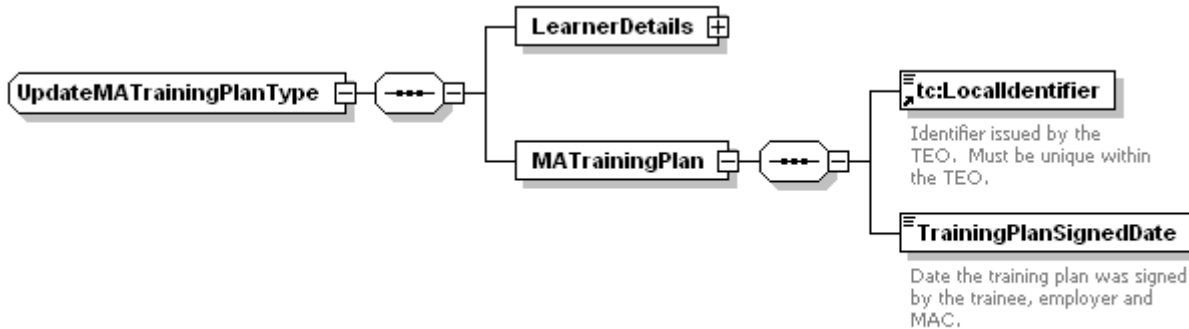 LearnerDetails
UpdateMATrainingPlanType
tc:LocalIdentifier
Identifier issued by the
TEO.  Must be unique within
the TEO.
MATrainingPlan
TrainingPlanSignedDate
Date the training plan was signed
by the trainee, employer and
MAC.